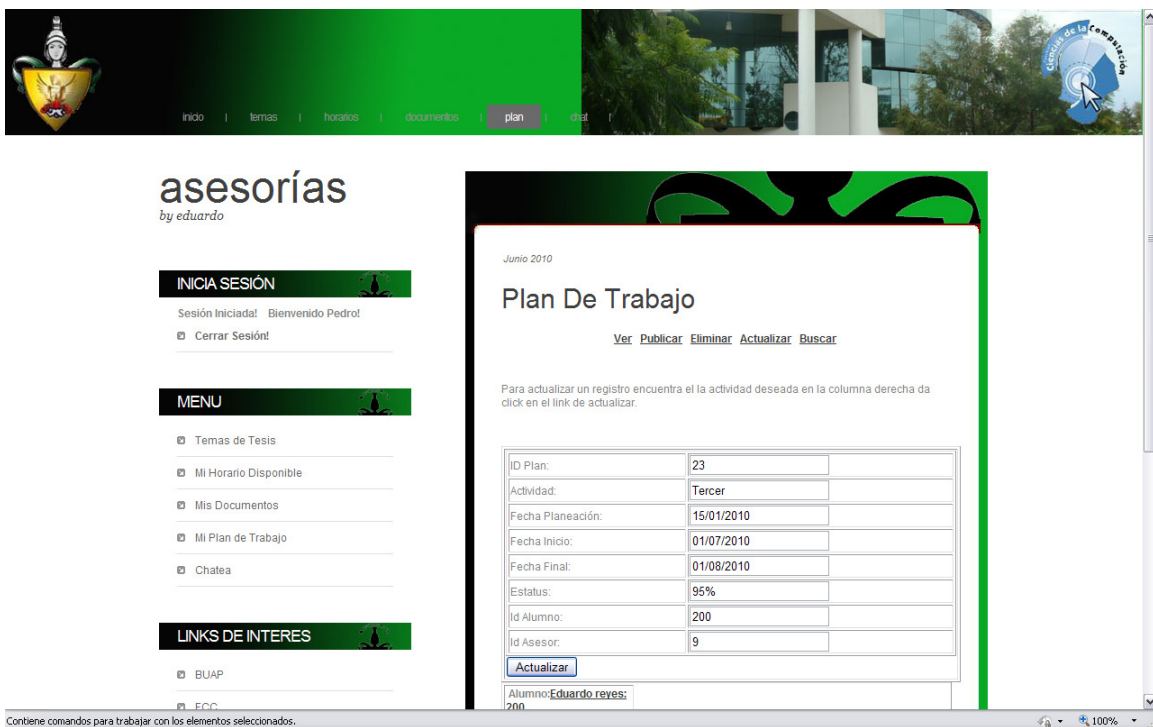 Ciencias de la Computación
inicio | temas | horarios | documentos | plan | chat |
asesorías
by eduardo
INICIA SESIÓN
Sesión Iniciada! Bienvenido Pedro!
Cerrar Sesión!
MENU
Temas de Tesis
Mi Horario Disponible
Mis Documentos
Mi Plan de Trabajo
Chatea
LINKS DE INTERES
BUAP
FCC
Junio 2010
Plan De Trabajo
Ver Publicar Eliminar Actualizar Buscar
Para actualizar un registro encuentra el la actividad deseada en la columna derecha da
click en el link de actualizar.
ID Plan: 23
Actividad: Tercer
Fecha Planeación: 15/01/2010
Fecha Inicio: 01/07/2010
Fecha Final: 01/08/2010
Estatus: 95%
Id Alumno: 200
Id Asesor: 9
Actualizar
Alumno:Eduardo reyes:
200
Contiene comandos para trabajar con los elementos seleccionados.
100%